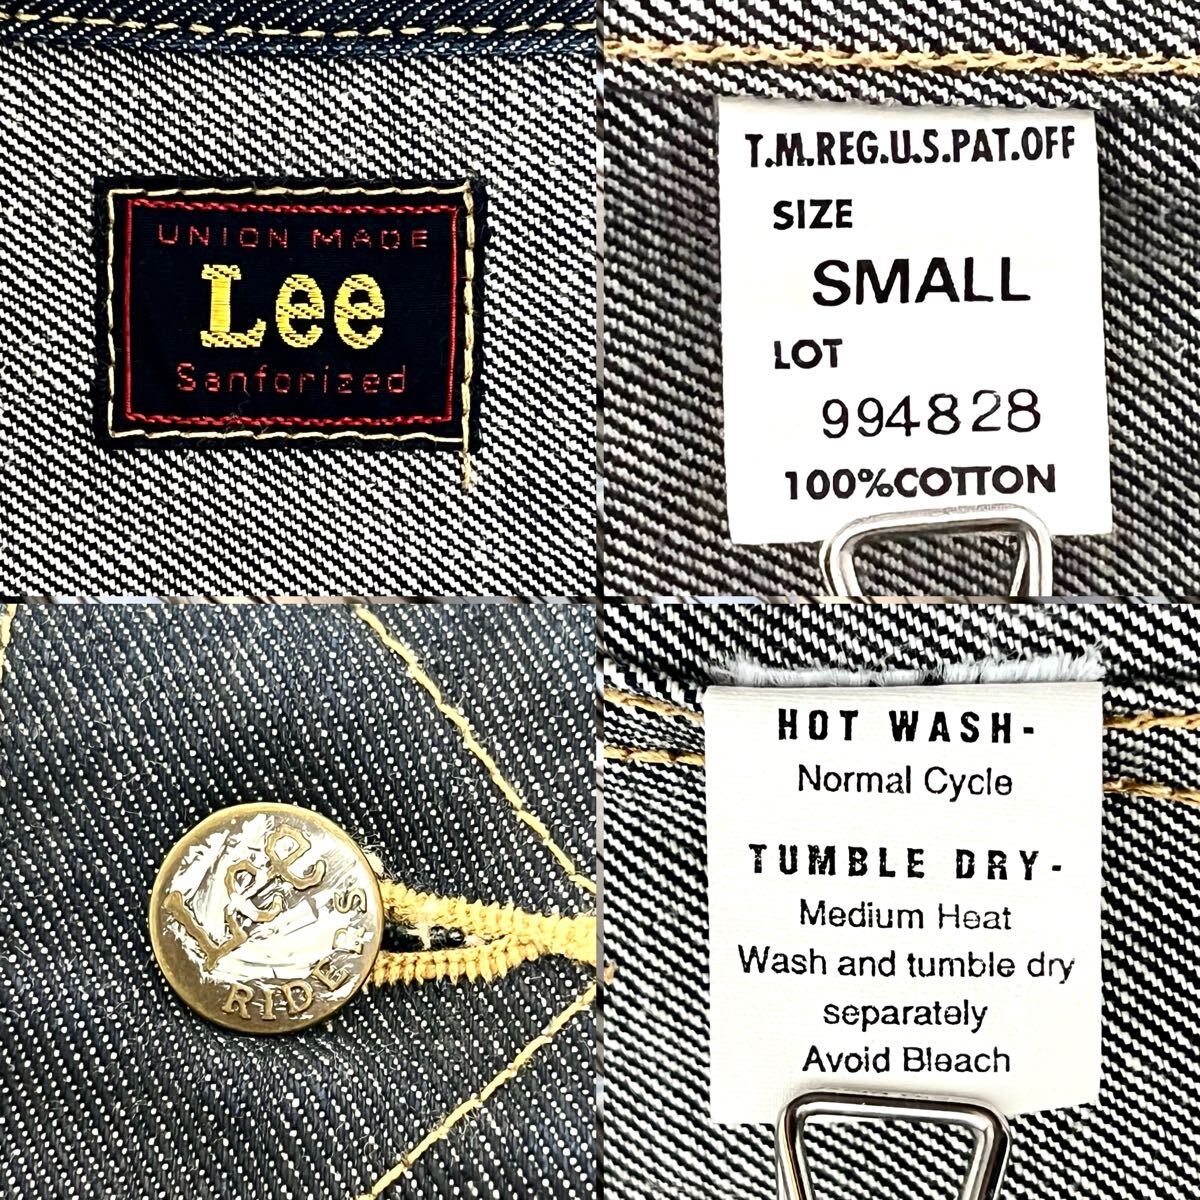 UNION MADE
Lee
Sanforized
T.M.REG.U.S.PAT.OFF
SIZE
SMALL
LOT
994828
100%COTTON
Lee
RIDERS
HOT WASH-
Normal Cycle
TUMBLE DRY-
Medium Heat
Wash and tumble dry
separately
Avoid Bleach